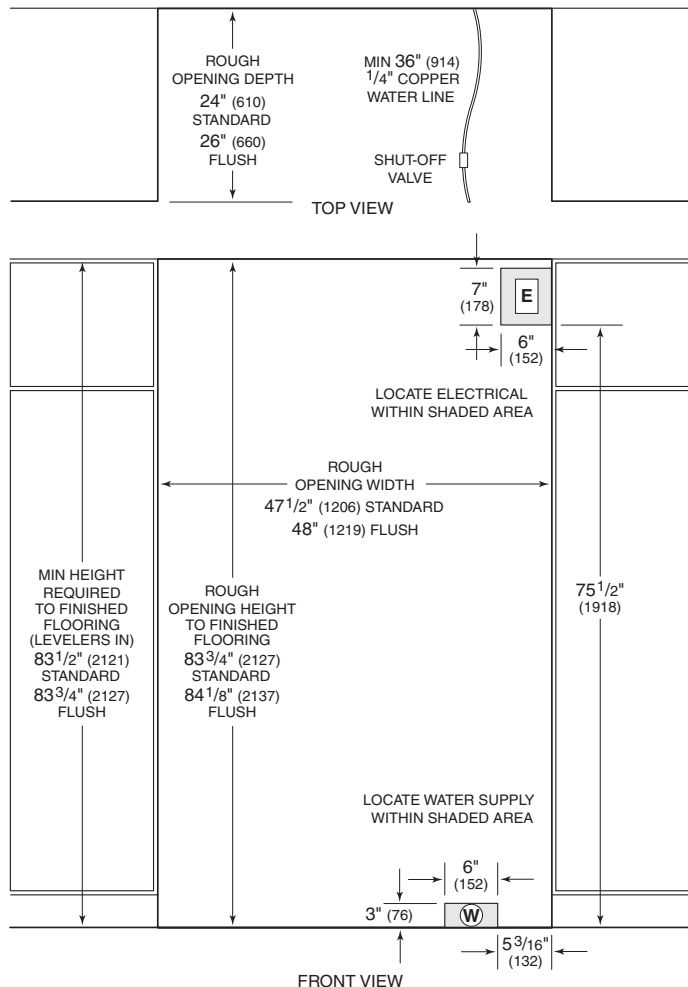 ROUGH
OPENING DEPTH
24" (610)
STANDARD
26" (660)
FLUSH
MIN 36" (914)
1/4" COPPER
WATER LINE
SHUT-OFF
VALVE
TOP VIEW
7"
(178)
E
6"
(152)
LOCATE ELECTRICAL
WITHIN SHADED AREA
ROUGH
OPENING WIDTH
47 1/2" (1206) STANDARD
48" (1219) FLUSH
MIN HEIGHT
REQUIRED
TO FINISHED
FLOORING
(LEVELERS IN)
83 1/2" (2121)
STANDARD
83 3/4" (2127)
FLUSH
ROUGH
OPENING HEIGHT
TO FINISHED
FLOORING
83 3/4" (2127)
STANDARD
84 1/8" (2137)
FLUSH
75 1/2"
(1918)
LOCATE WATER SUPPLY
WITHIN SHADED AREA
6"
(152)
3" (76)
W
5 3/16"
(132)
FRONT VIEW